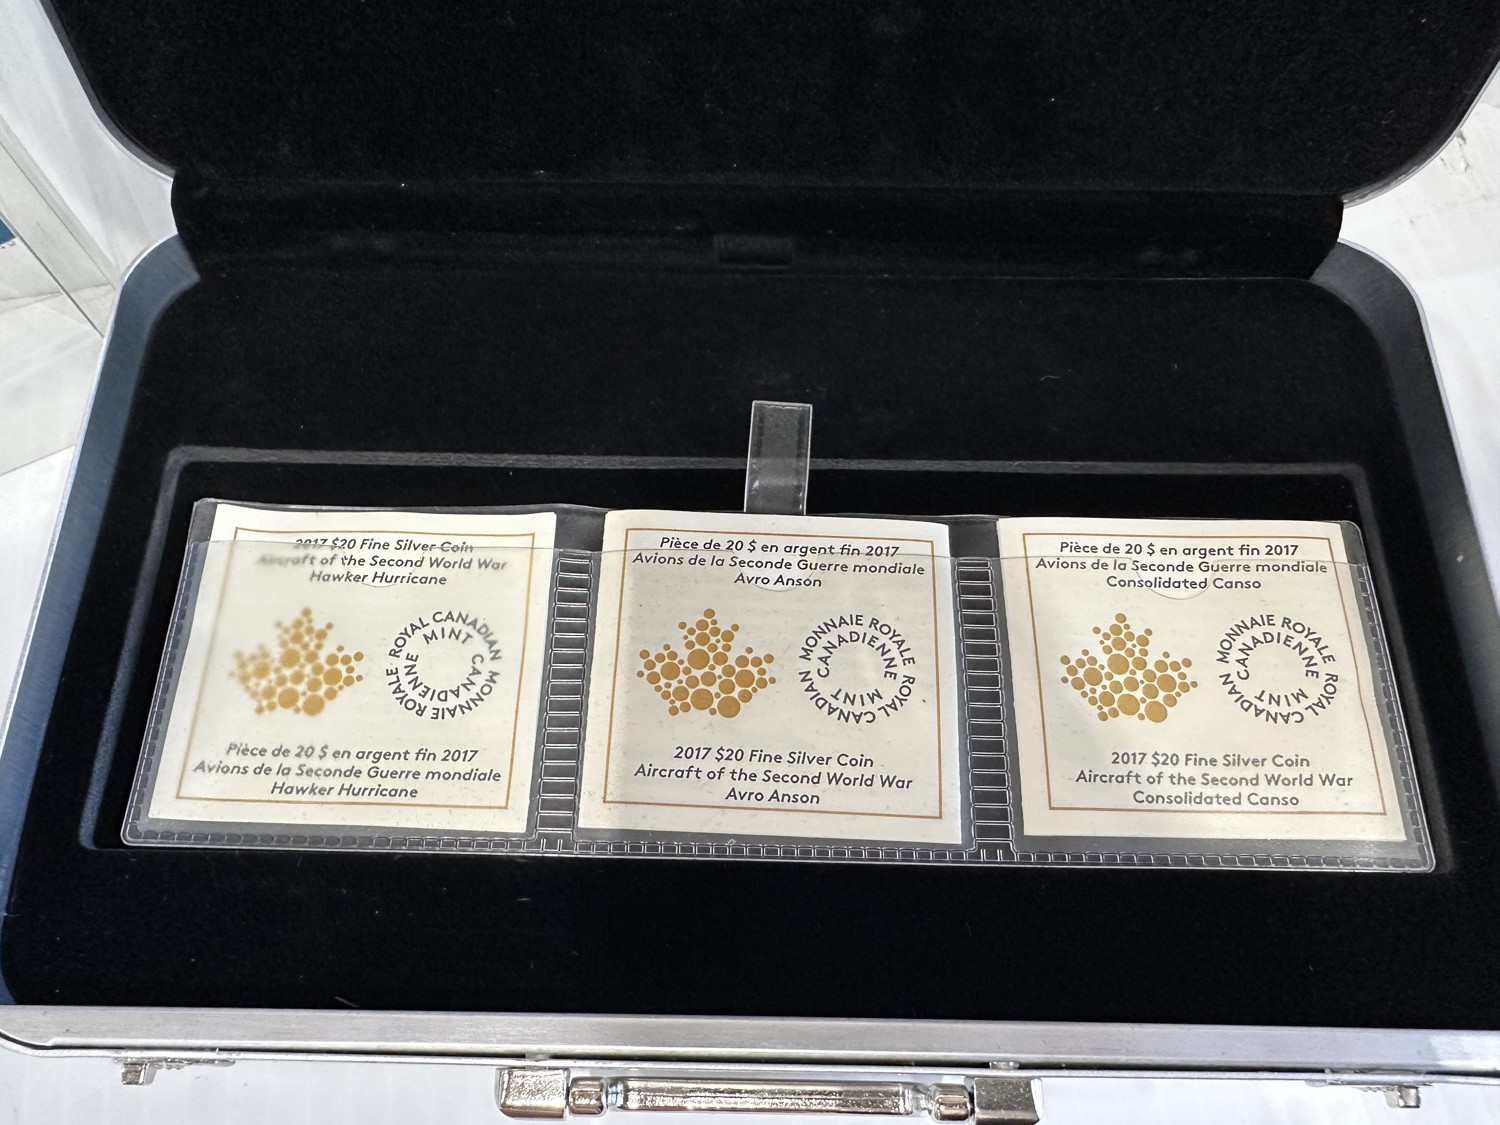 2017 $20 Fine Silver Coin
Aircraft of the Second World War
Hawker Hurricane
ROYAL CANADIAN MINT
MONNAIE ROYALE CANADIENNE
Pièce de 20 $ en argent fin 2017
Avions de la Seconde Guerre mondiale
Hawker Hurricane
Pièce de 20 $ en argent fin 2017
Avions de la Seconde Guerre mondiale
Avro Anson
MONNAIE ROYALE CANADIENNE
ROYAL CANADIAN MINT
2017 $20 Fine Silver Coin
Aircraft of the Second World War
Avro Anson
Pièce de 20 $ en argent fin 2017
Avions de la Seconde Guerre mondiale
Consolidated Canso
MONNAIE ROYALE CANADIENNE
ROYAL CANADIAN MINT
2017 $20 Fine Silver Coin
Aircraft of the Second World War
Consolidated Canso